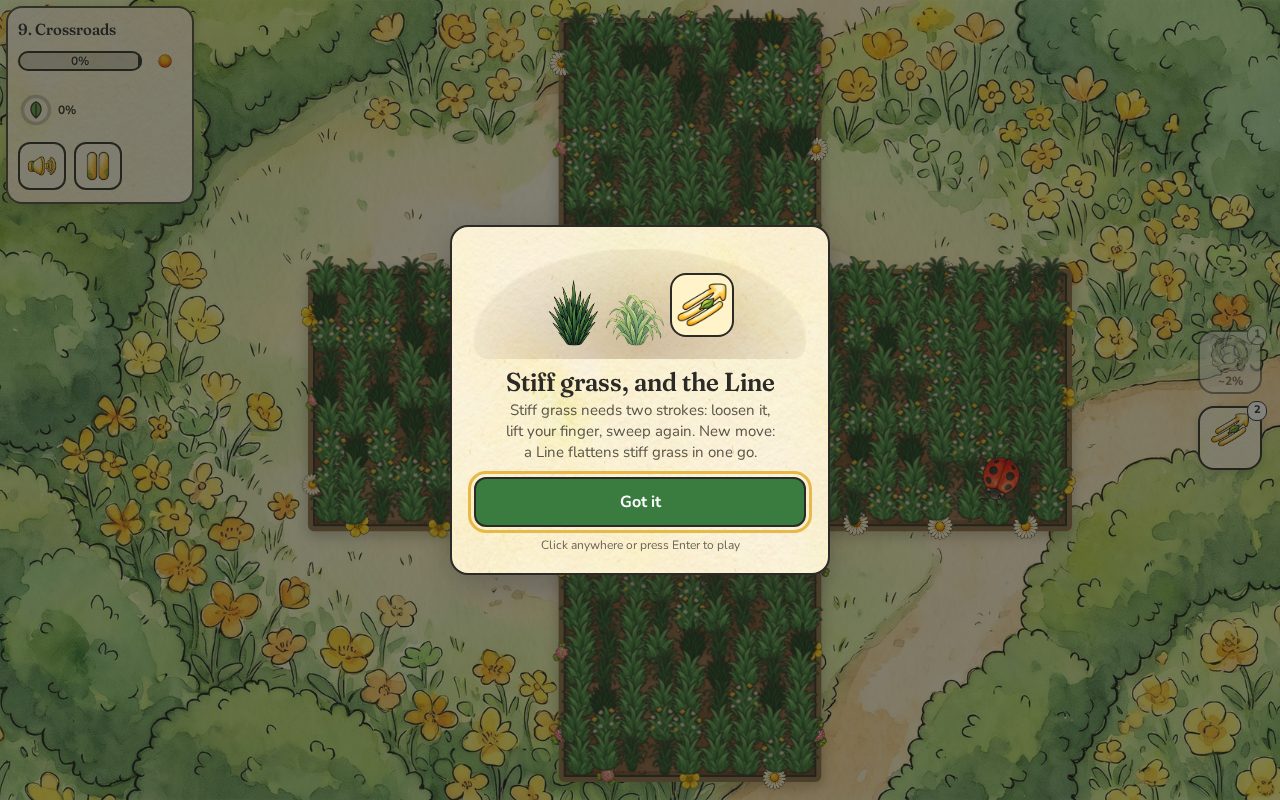 9. Crossroads
0%
0%
Stiff grass, and the Line
Stiff grass needs two strokes: loosen it,
lift your finger, sweep again. New move:
a Line flattens stiff grass in one go.
Got it
Click anywhere or press Enter to play
1
~2%
2